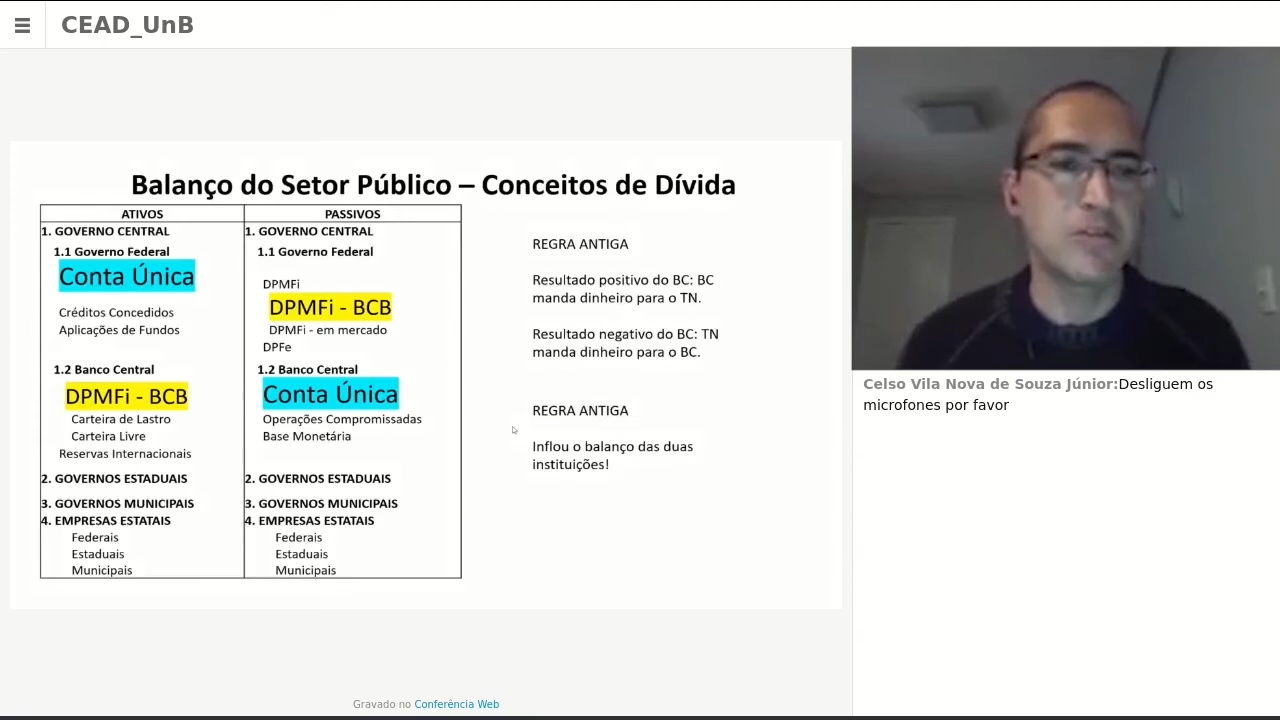 CEAD_UnB
Balanço do Setor Público – Conceitos de Dívida
ATIVOS
1. GOVERNO CENTRAL
1.1 Governo Federal
Conta Única
Créditos Concedidos
Aplicações de Fundos
1.2 Banco Central
DPMFi - BCB
Carteira de Lastro
Carteira Livre
Reservas Internacionais
2. GOVERNOS ESTADUAIS
3. GOVERNOS MUNICIPAIS
4. EMPRESAS ESTATAIS
Federais
Estaduais
Municipais
PASSIVOS
1. GOVERNO CENTRAL
1.1 Governo Federal
DPMFi
DPMFi - BCB
DPMFi - em mercado
DPFe
1.2 Banco Central
Conta Única
Operações Compromissadas
Base Monetária
2. GOVERNOS ESTADUAIS
3. GOVERNOS MUNICIPAIS
4. EMPRESAS ESTATAIS
Federais
Estaduais
Municipais
REGRA ANTIGA
Resultado positivo do BC: BC
manda dinheiro para o TN.
Resultado negativo do BC: TN
manda dinheiro para o BC.
REGRA ANTIGA
Inflou o balanço das duas
instituições!
Celso Vila Nova de Souza Júnior:Desliguem os
microfones por favor
Gravado no Conferência Web